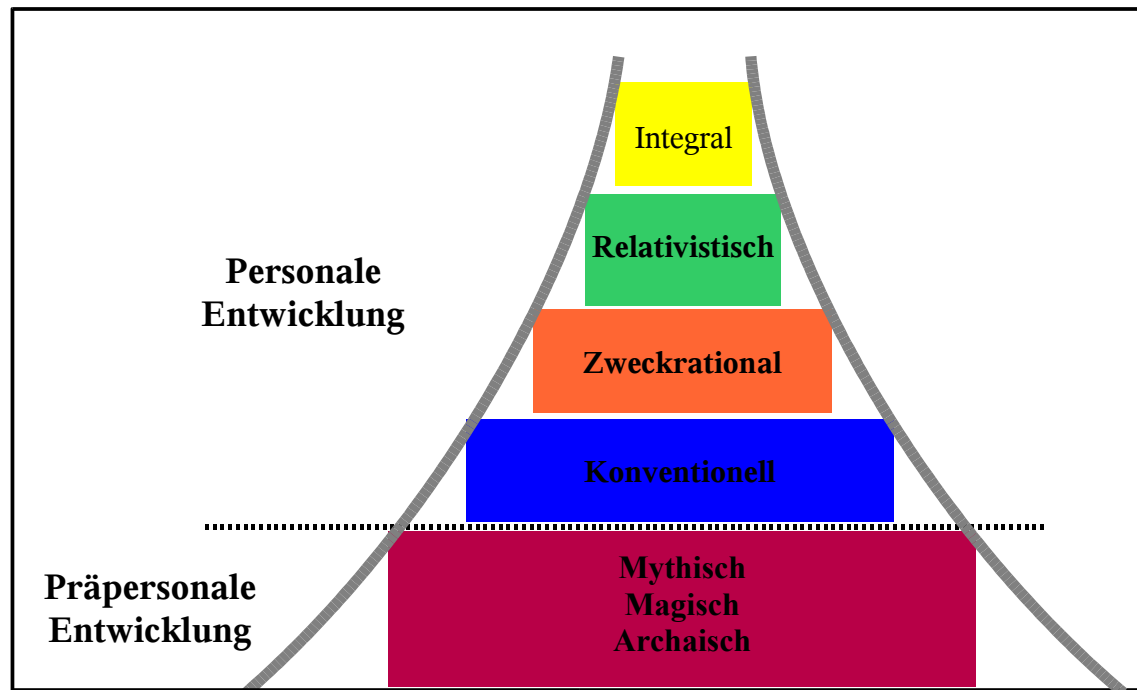 Integral
Relativistisch
Personale
Entwicklung
Zweckrational
Konventionell
Präpersonale
Entwicklung
Mythisch
Magisch
Archaisch